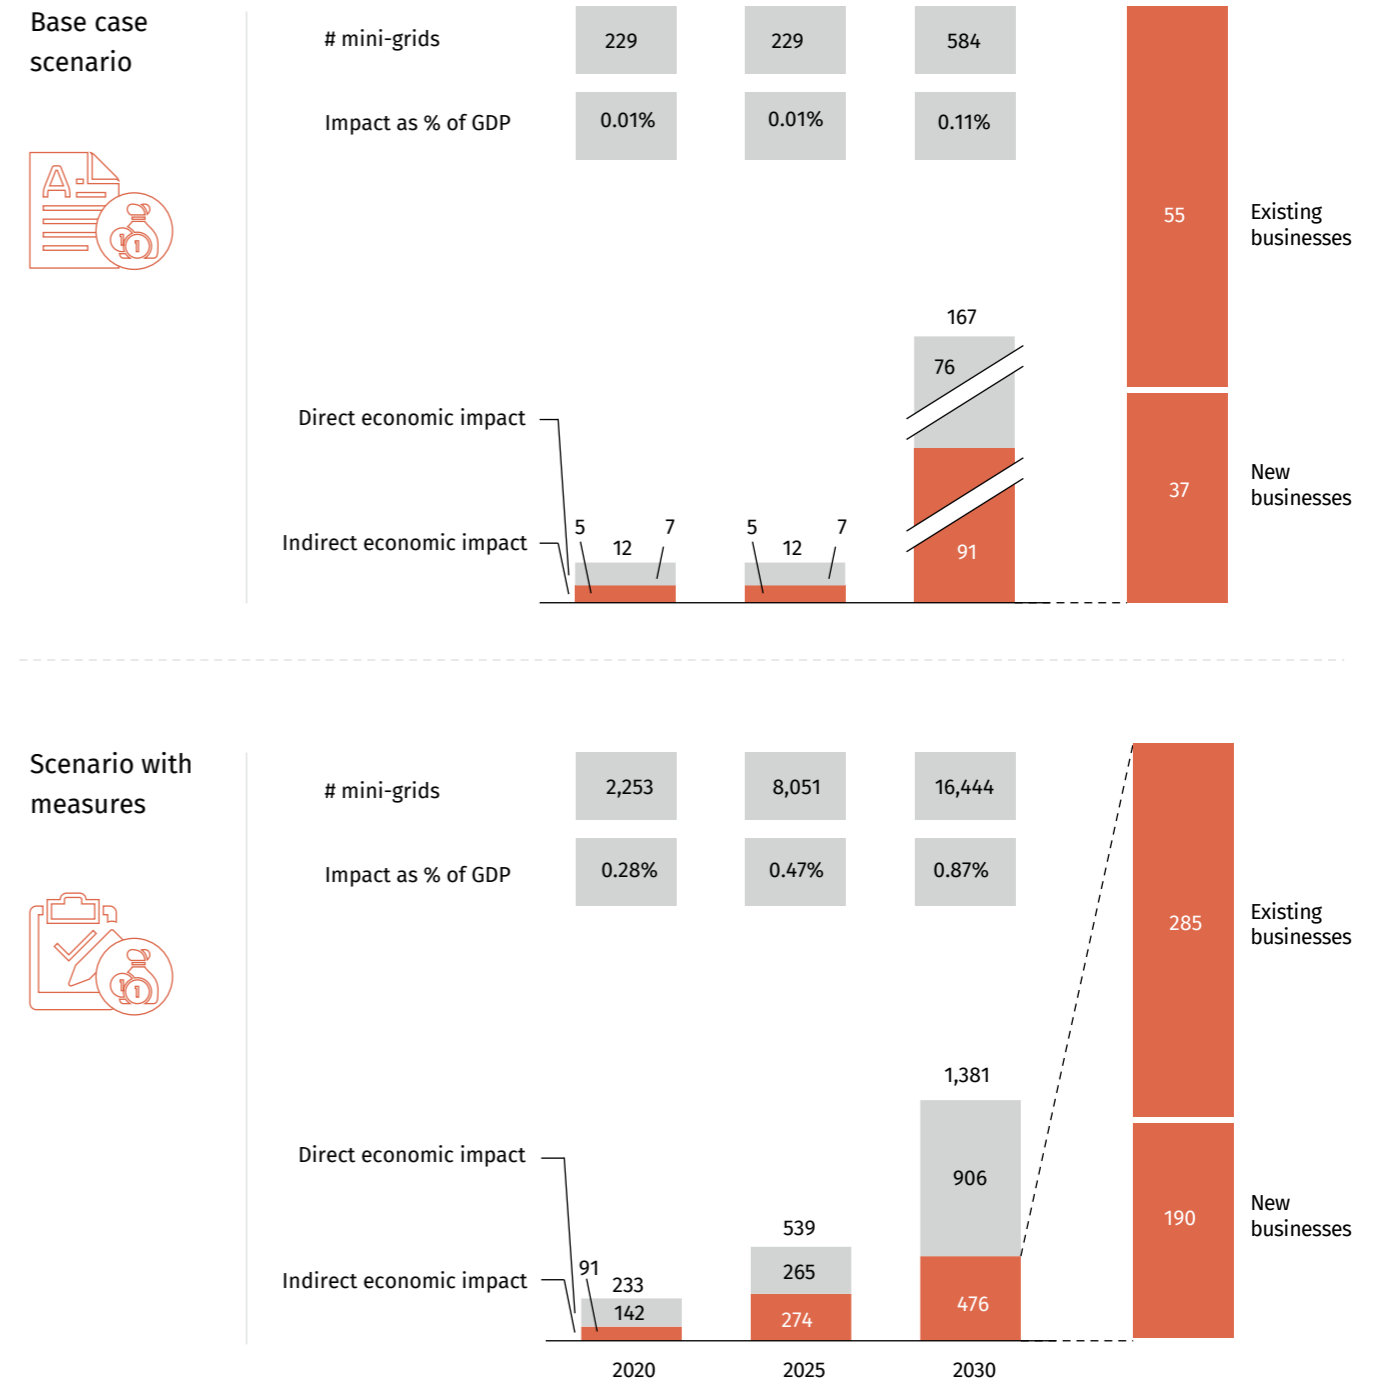 Base case
scenario
# mini-grids
229
229
584
Impact as % of GDP
0.01%
0.01%
0.11%
55
Existing
businesses
167
76
Direct economic impact
37
New
businesses
Indirect economic impact
5
12
7
5
12
7
91
Scenario with
measures
# mini-grids
2,253
8,051
16,444
Impact as % of GDP
0.28%
0.47%
0.87%
285
Existing
businesses
1,381
906
Direct economic impact
190
New
businesses
539
265
Indirect economic impact
91
233
142
274
476
2020
2025
2030